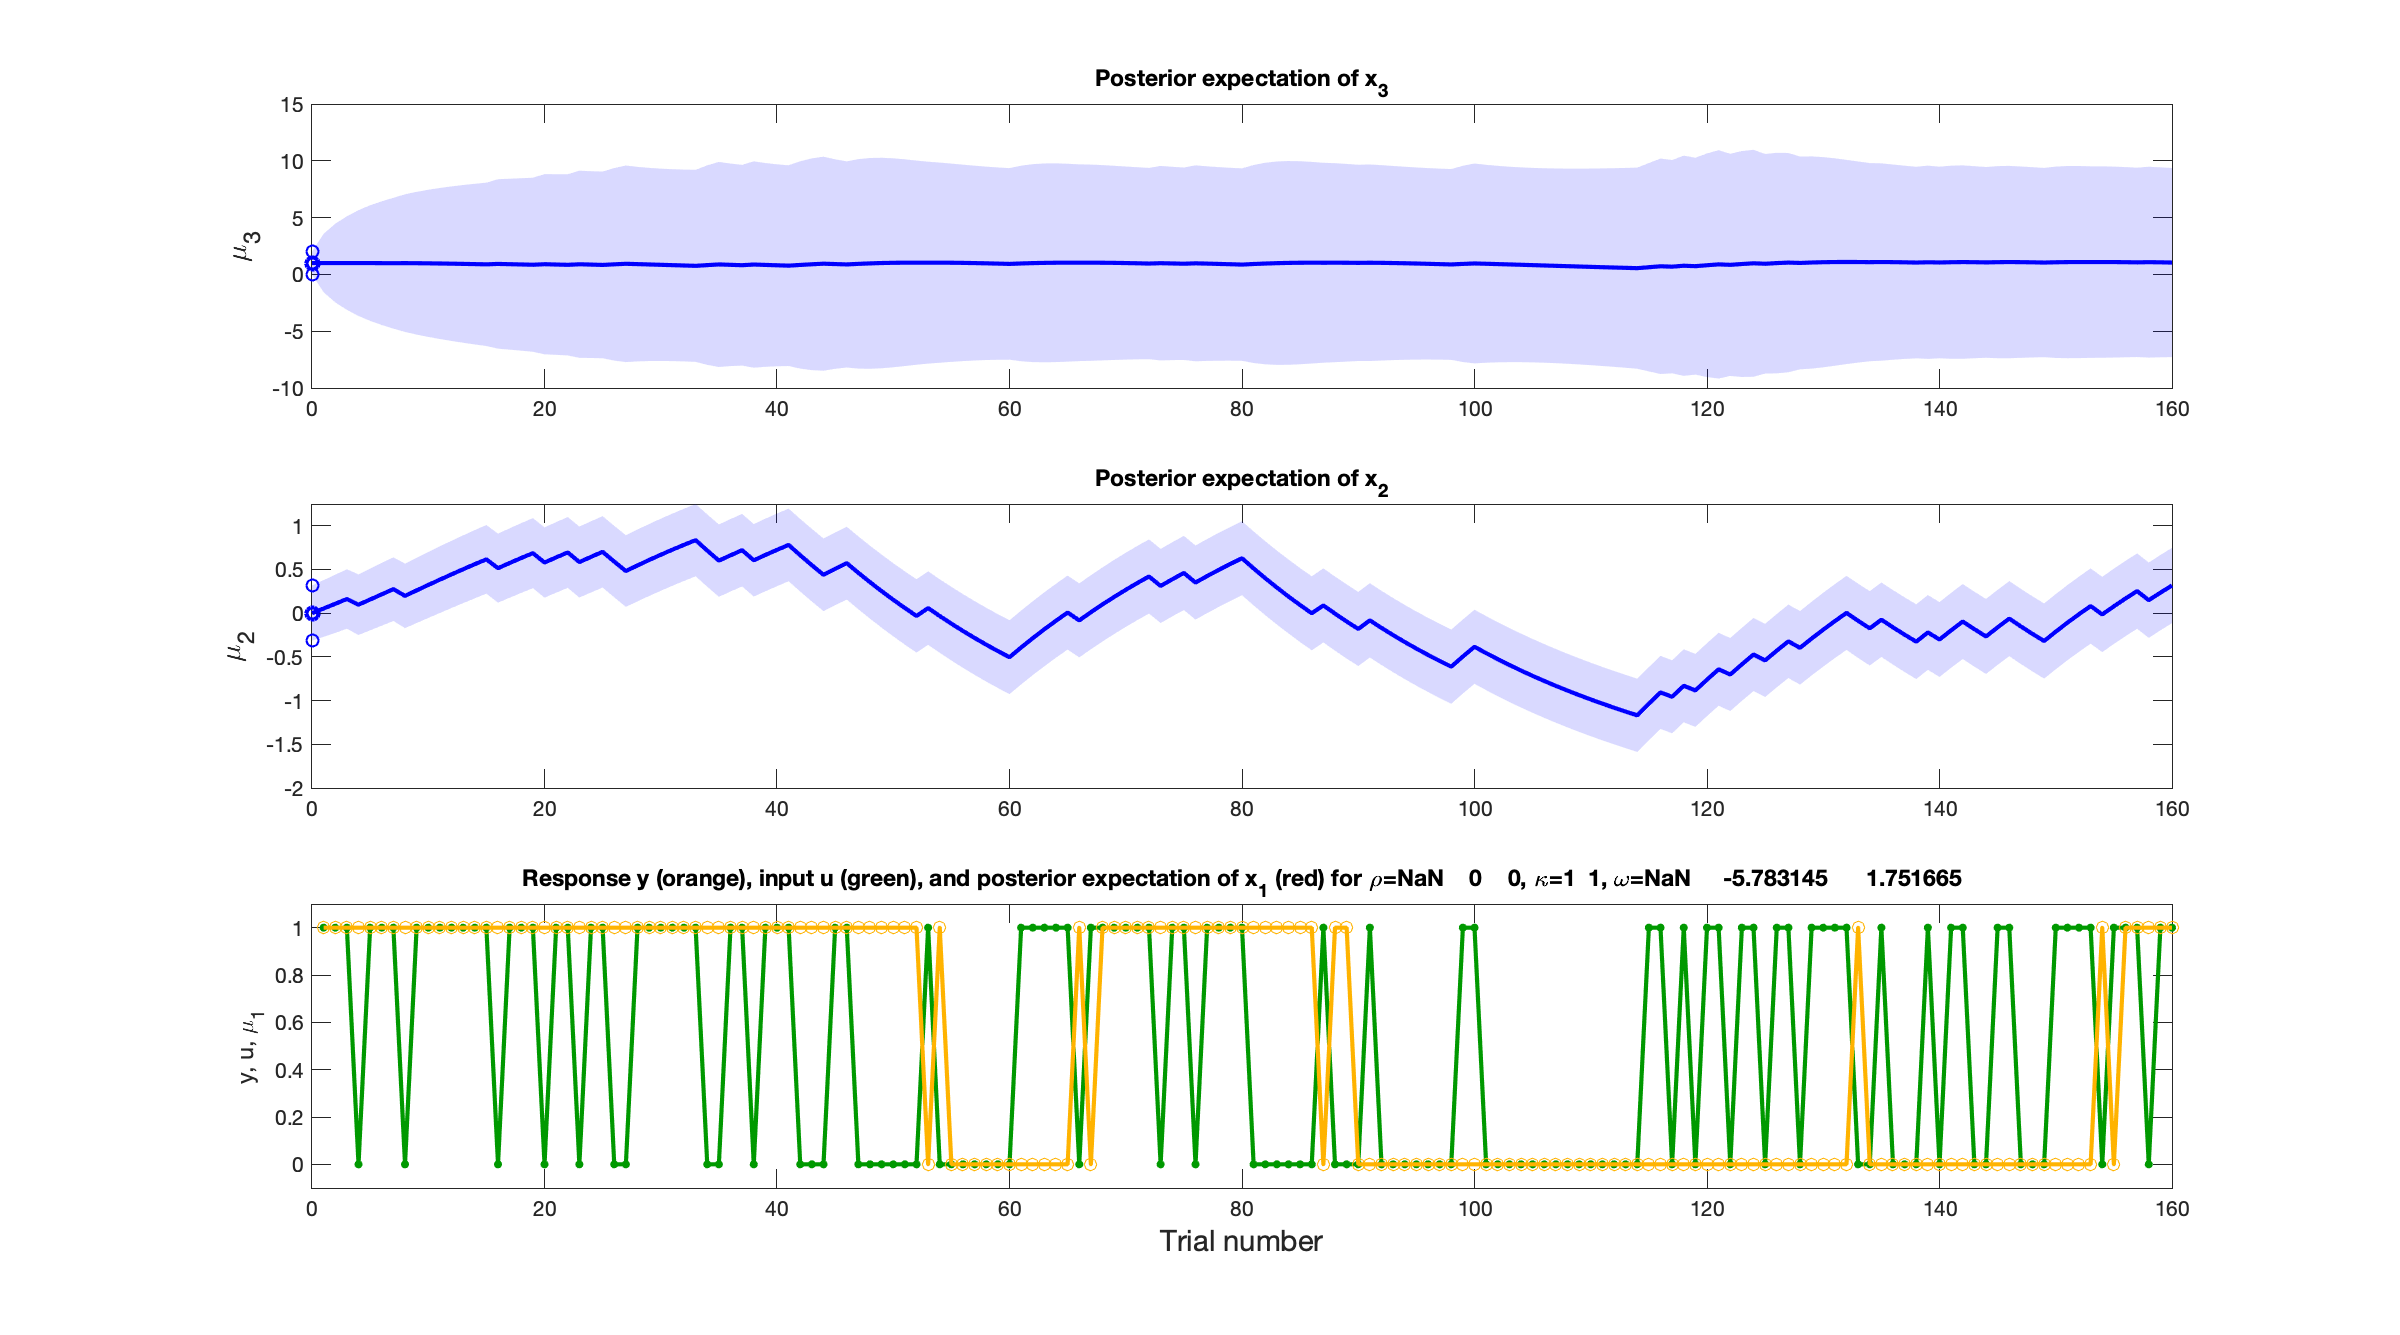 Posterior expectation of x3
15
10
5
0
-5
-10
μ3
0 20 40 60 80 100 120 140 160
Posterior expectation of x2
1
0.5
0
-0.5
-1
-1.5
-2
μ2
0 20 40 60 80 100 120 140 160
Response y (orange), input u (green), and posterior expectation of x1 (red) for ρ=NaN 0 0, κ=1 1, ω=NaN -5.783145 1.751665
1
0.8
0.6
0.4
0.2
0
y, u, μ1
0 20 40 60 80 100 120 140 160
Trial number